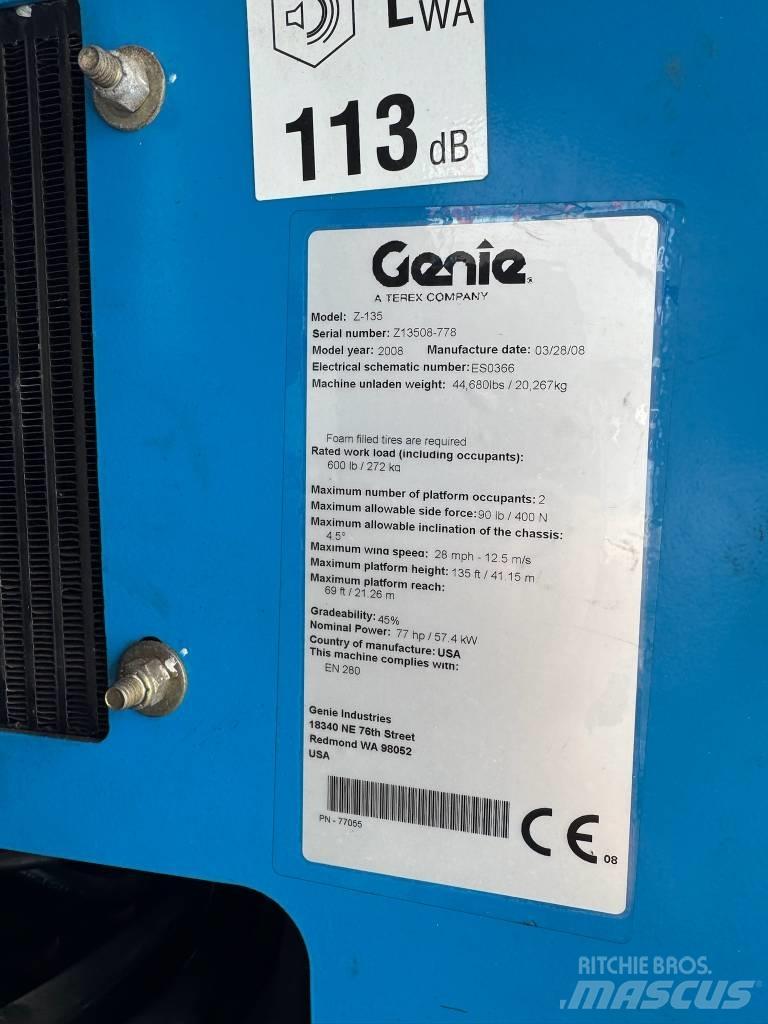 LWA
113 dB
Genie
A TEREX COMPANY
Model: Z-135
Serial number: Z13508-778
Model year: 2008 Manufacture date: 03/28/08
Electrical schematic number: ES0366
Machine unladen weight: 44,680lbs / 20,267kg
Foam filled tires are required
Rated work load (including occupants):
600 lb / 272 kg
Maximum number of platform occupants: 2
Maximum allowable side force: 90 lb / 400 N
Maximum allowable inclination of the chassis:
4.5°
Maximum wind speed: 28 mph - 12.5 m/s
Maximum platform height: 135 ft / 41.15 m
Maximum platform reach:
69 ft / 21.26 m
Gradeability: 45%
Nominal Power: 77 hp / 57.4 kW
Country of manufacture: USA
This machine complies with:
EN 280
Genie Industries
18340 NE 76th Street
Redmond WA 98052
USA
PN - 77055
CE 08
RITCHIE BROS.
MASCUS